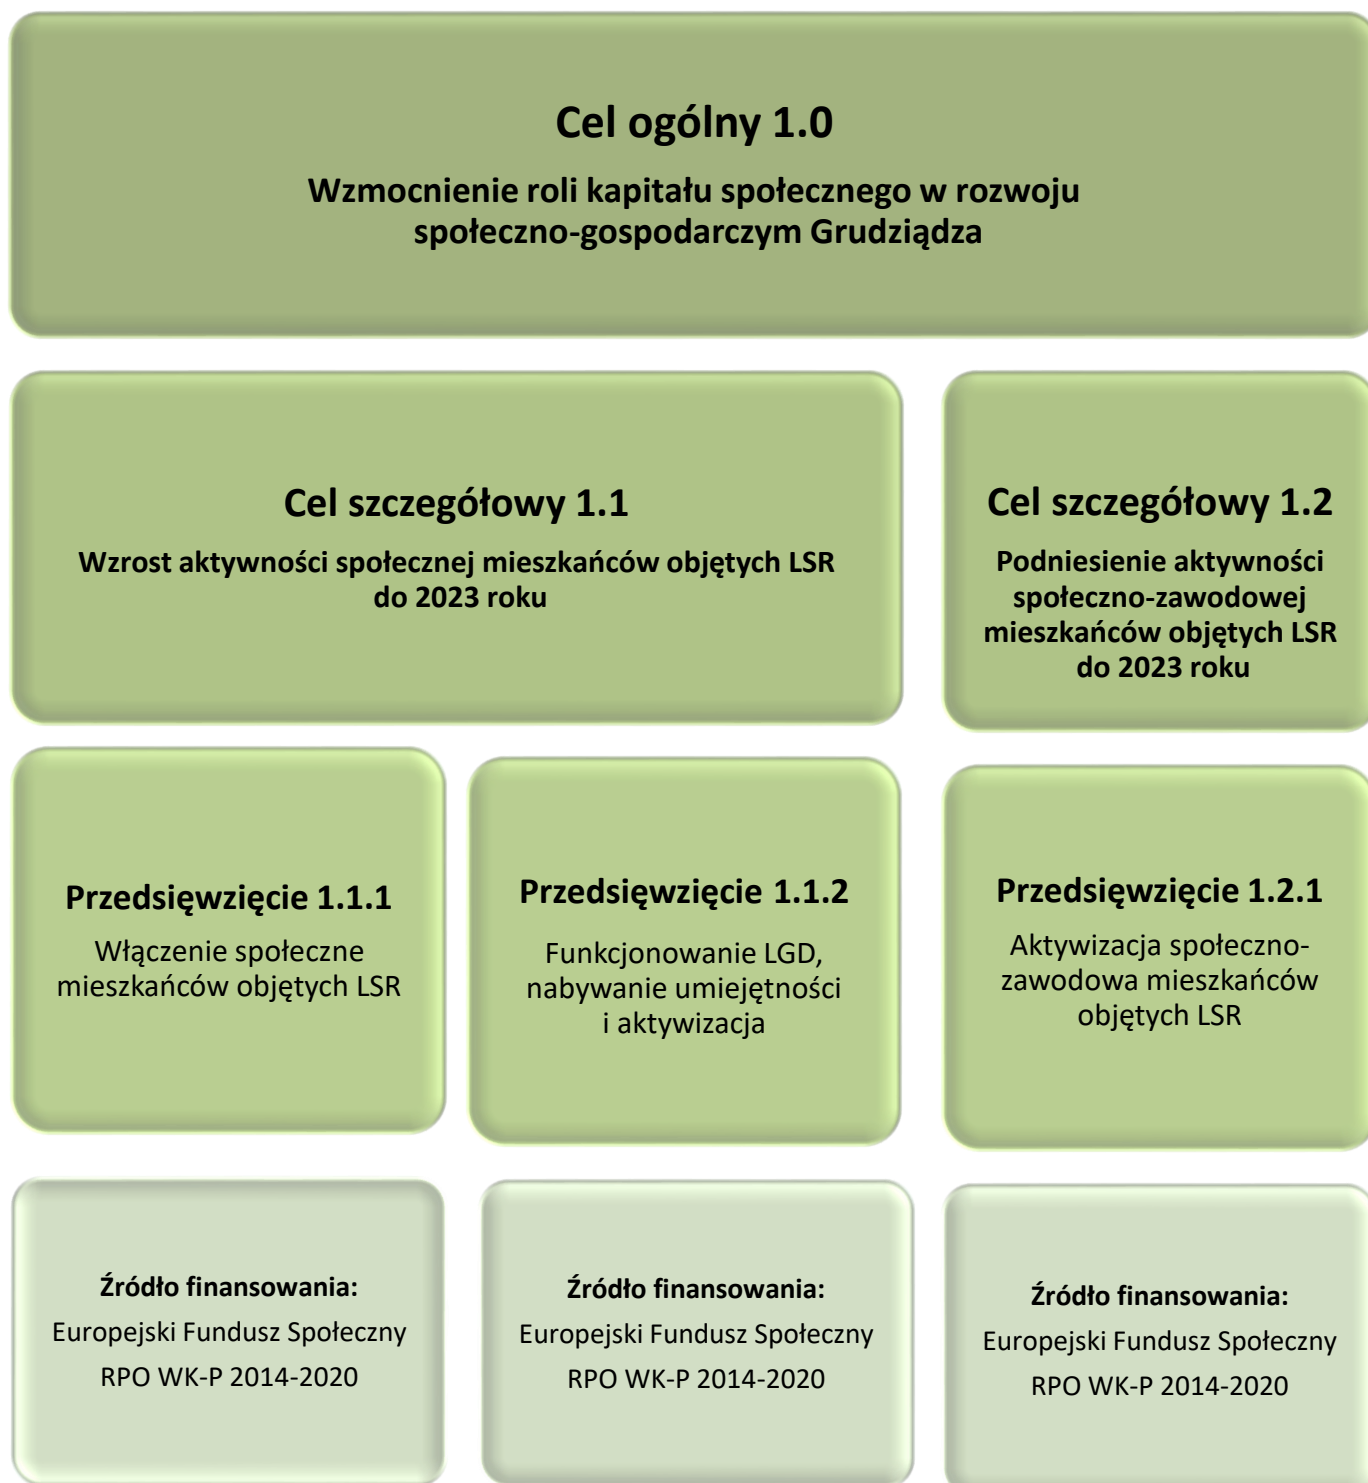 Cel ogólny 1.0
Wzmocnienie roli kapitału społecznego w rozwoju
społeczno-gospodarczym Grudziądza
Cel szczegółowy 1.1
Wzrost aktywności społecznej mieszkańców objętych LSR
do 2023 roku
Cel szczegółowy 1.2
Podniesienie aktywności
społeczno-zawodowej
mieszkańców objętych LSR
do 2023 roku
Przedsięwzięcie 1.1.1
Włączenie społeczne
mieszkańców objętych LSR
Przedsięwzięcie 1.1.2
Funkcjonowanie LGD,
nabywanie umiejętności
i aktywizacja
Przedsięwzięcie 1.2.1
Aktywizacja społeczno-
zawodowa mieszkańców
objętych LSR
Źródło finansowania:
Europejski Fundusz Społeczny
RPO WK-P 2014-2020
Źródło finansowania:
Europejski Fundusz Społeczny
RPO WK-P 2014-2020
Źródło finansowania:
Europejski Fundusz Społeczny
RPO WK-P 2014-2020